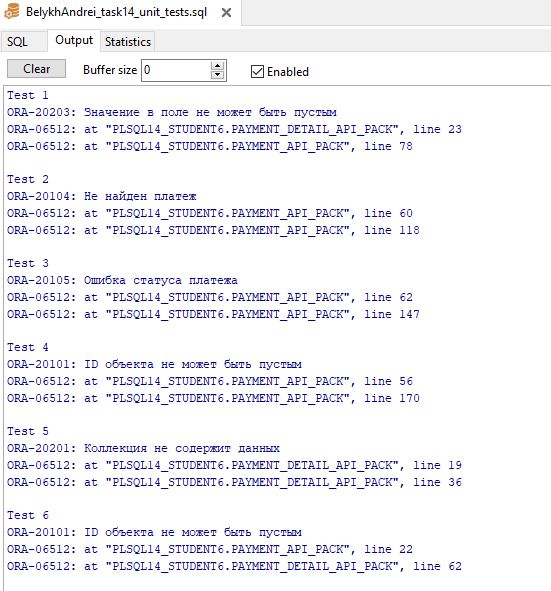 BelykhAndrei_task14_unit_tests.sql
SQL Output Statistics
Clear Buffer size 0 Enabled
Test 1
ORA-20203: Значение в поле не может быть пустым
ORA-06512: at "PLSQL14_STUDENT6.PAYMENT_DETAIL_API_PACK", line 23
ORA-06512: at "PLSQL14_STUDENT6.PAYMENT_API_PACK", line 78
Test 2
ORA-20104: Не найден платеж
ORA-06512: at "PLSQL14_STUDENT6.PAYMENT_API_PACK", line 60
ORA-06512: at "PLSQL14_STUDENT6.PAYMENT_API_PACK", line 118
Test 3
ORA-20105: Ошибка статуса платежа
ORA-06512: at "PLSQL14_STUDENT6.PAYMENT_API_PACK", line 62
ORA-06512: at "PLSQL14_STUDENT6.PAYMENT_API_PACK", line 147
Test 4
ORA-20101: ID объекта не может быть пустым
ORA-06512: at "PLSQL14_STUDENT6.PAYMENT_API_PACK", line 56
ORA-06512: at "PLSQL14_STUDENT6.PAYMENT_API_PACK", line 170
Test 5
ORA-20201: Коллекция не содержит данных
ORA-06512: at "PLSQL14_STUDENT6.PAYMENT_DETAIL_API_PACK", line 19
ORA-06512: at "PLSQL14_STUDENT6.PAYMENT_DETAIL_API_PACK", line 36
Test 6
ORA-20101: ID объекта не может быть пустым
ORA-06512: at "PLSQL14_STUDENT6.PAYMENT_API_PACK", line 22
ORA-06512: at "PLSQL14_STUDENT6.PAYMENT_DETAIL_API_PACK", line 62